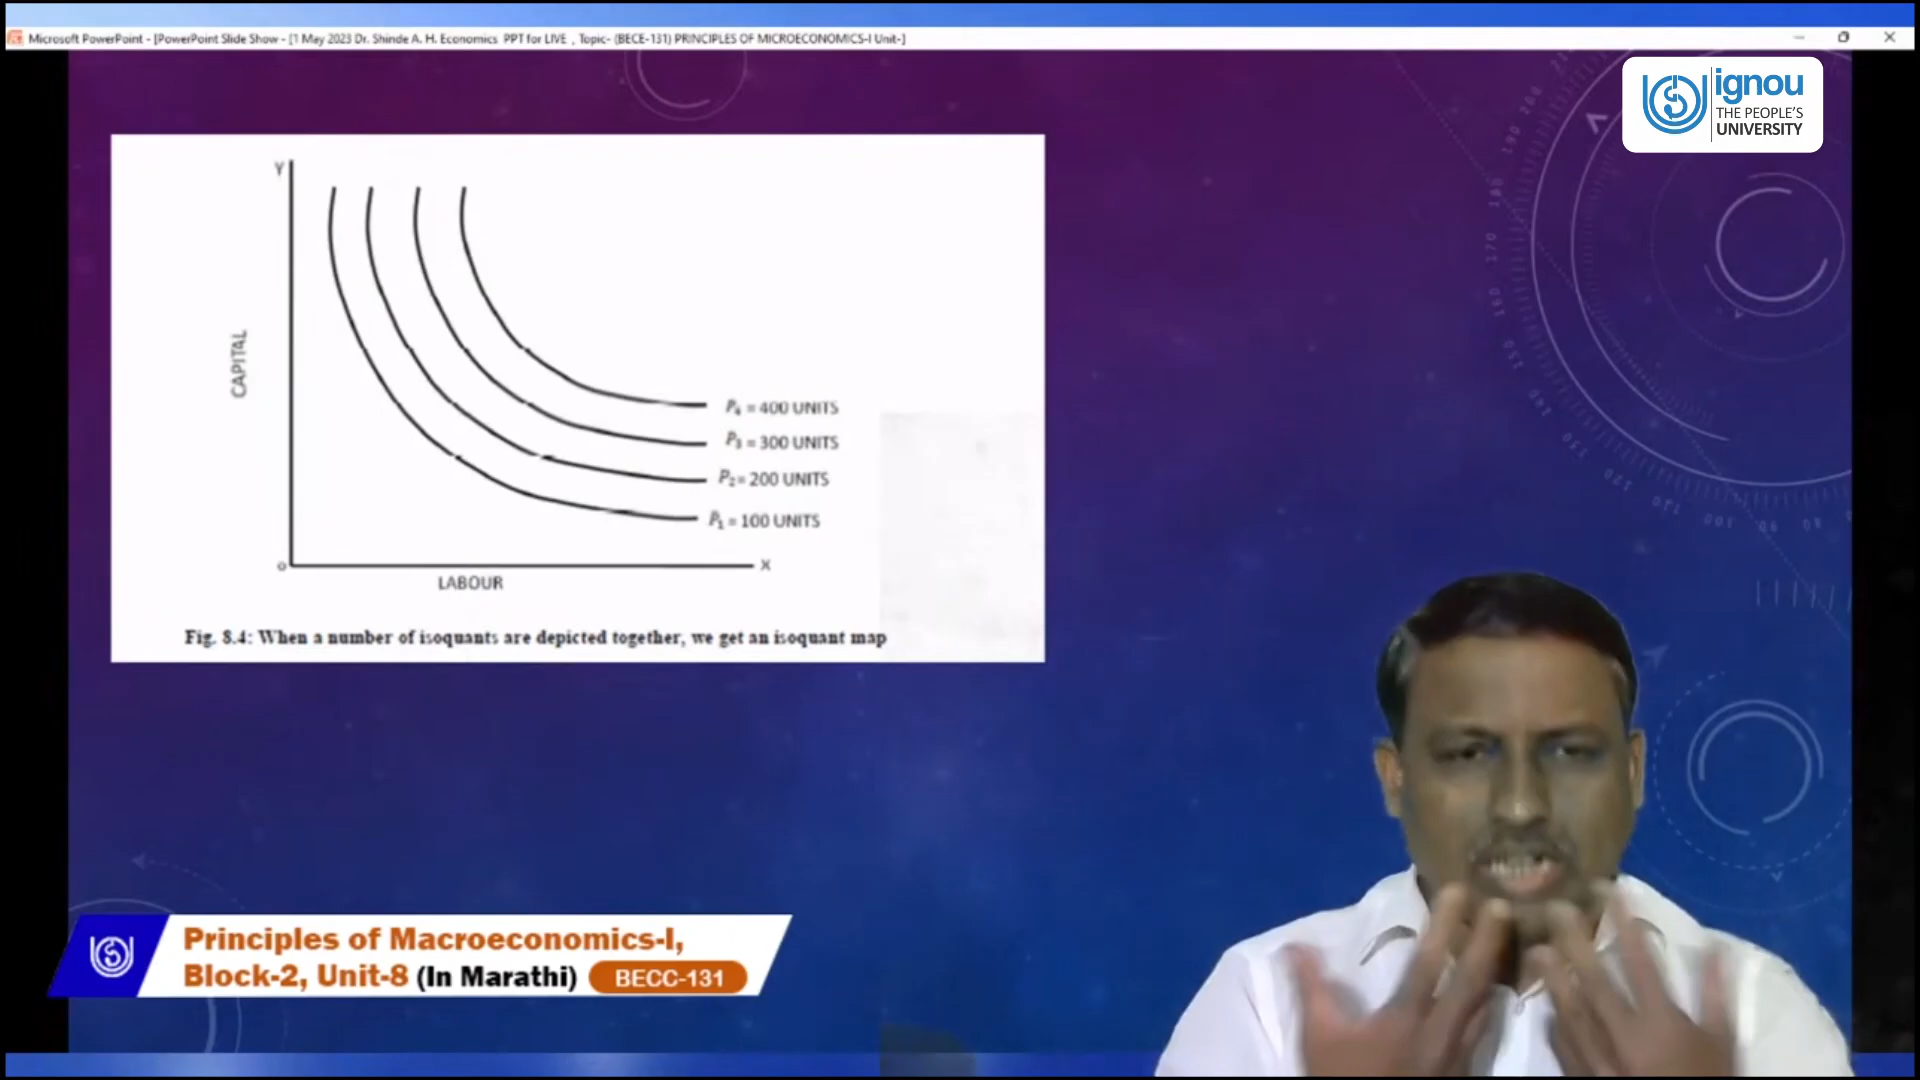 Microsoft PowerPoint - [PowerPoint Slide Show - [1 May 2023 Dr. Shinde A. H. Economics PPT for LIVE , Topic- (BECE-131) PRINCIPLES OF MICROECONOMICS-I Unit-]
ignou
THE PEOPLE'S
UNIVERSITY
Y
CAPITAL
P4 = 400 UNITS
P3 = 300 UNITS
P2 = 200 UNITS
P1 = 100 UNITS
O
X
LABOUR
Fig. 8.4: When a number of isoquants are depicted together, we get an isoquant map
Principles of Macroeconomics-I,
Block-2, Unit-8 (In Marathi) BECC-131